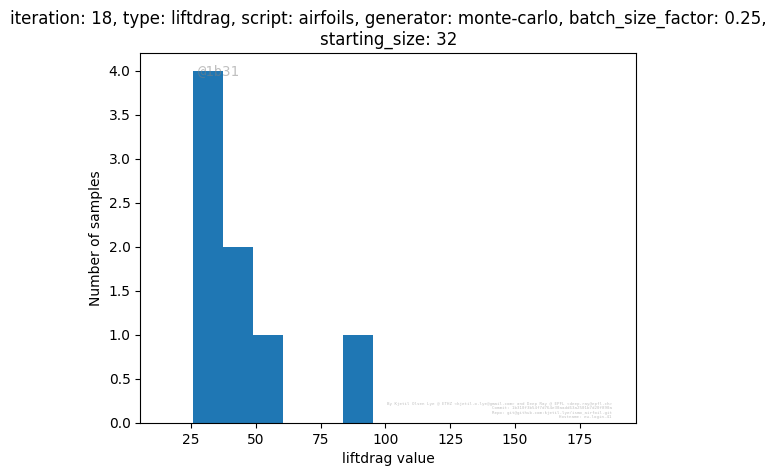 iteration: 18, type: liftdrag, script: airfoils, generator: monte-carlo, batch_size_factor: 0.25,
starting_size: 32
@1b31
4.0
3.5
3.0
2.5
2.0
1.5
1.0
0.5
0.0
Number of samples
25 50 75 100 125 150 175
liftdrag value